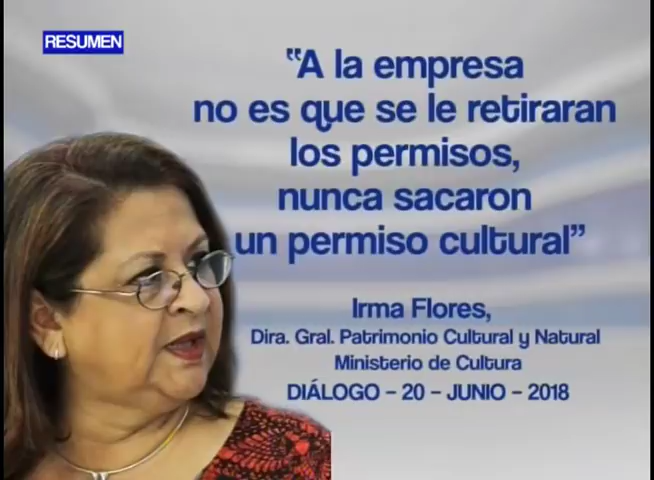 RESUMEN
“A la empresa
no es que se le retiraran
los permisos,
nunca sacaron
un permiso cultural”
Irma Flores,
Dira. Gral. Patrimonio Cultural y Natural
Ministerio de Cultura
DIÁLOGO – 20 – JUNIO – 2018